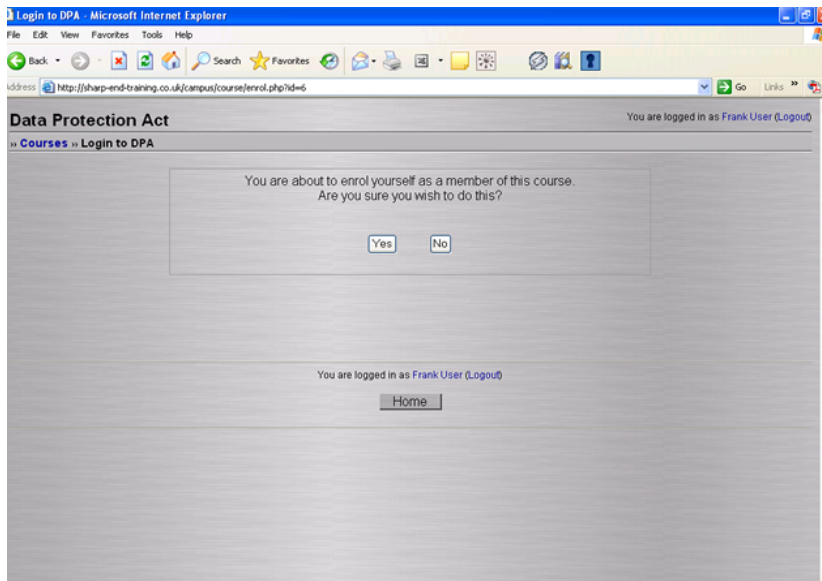 Login to DPA - Microsoft Internet Explorer
File Edit View Favorites Tools Help
Back Search Favorites
Address http://sharp-end-training.co.uk/campus/course/enrol.php?id=6 Go Links »
Data Protection Act You are logged in as Frank User (Logout)
» Courses » Login to DPA
You are about to enrol yourself as a member of this course.
Are you sure you wish to do this?
Yes No
You are logged in as Frank User (Logout)
Home